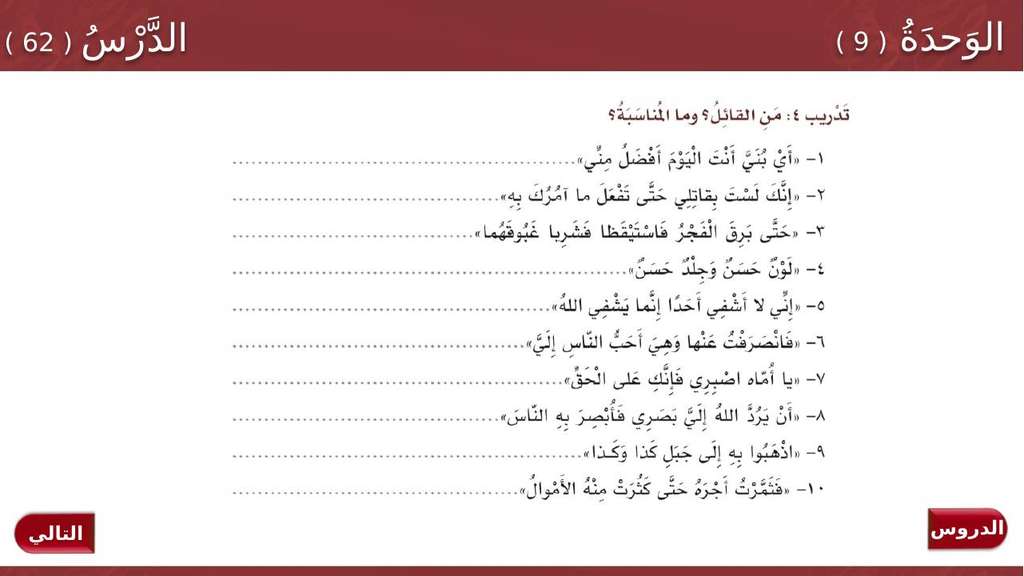 الوَحدَةُ ( 9 )
الدَّرْسُ ( 62 )
تَدْريب ٤: مَنِ القائِلُ؟ وما المُناسَبَةُ؟
١- «أَيْ بُنَيَّ أَنْتَ الْيَوْمَ أَفْضَلُ مِنِّي»............................................
٢- «إِنَّكَ لَسْتَ بِقاتِلِي حَتَّى تَفْعَلَ ما آمُرُكَ بِهِ»..................................
٣- «حَتَّى بَرِقَ الْفَجْرُ فَاسْتَيْقَظا فَشَرِبا غَبُوقَهُما»...............................
٤- «لَوْنٌ حَسَنٌ وَجِلْدٌ حَسَنٌ»..................................................
٥- «إِنِّي لا أَشْفِي أَحَدًا إِنَّما يَشْفِي اللهُ».........................................
٦- «فَانْصَرَفْتُ عَنْها وَهِيَ أَحَبُّ النّاسِ إِلَيَّ».....................................
٧- «يا أُمّاه اصْبِرِي فَإِنَّكِ عَلى الْحَقِّ»..........................................
٨- «أَنْ يَرُدَّ اللهُ إِلَيَّ بَصَرِي فَأُبْصِرَ بِهِ النّاسَ»..................................
٩- «اذْهَبُوا بِهِ إِلَى جَبَلِ كَذا وَكَـذا»............................................
١٠- «فَثَمَّرْتُ أَجْرَهُ حَتَّى كَثُرَتْ مِنْهُ الأَمْوالُ»....................................
الدروس
التالي